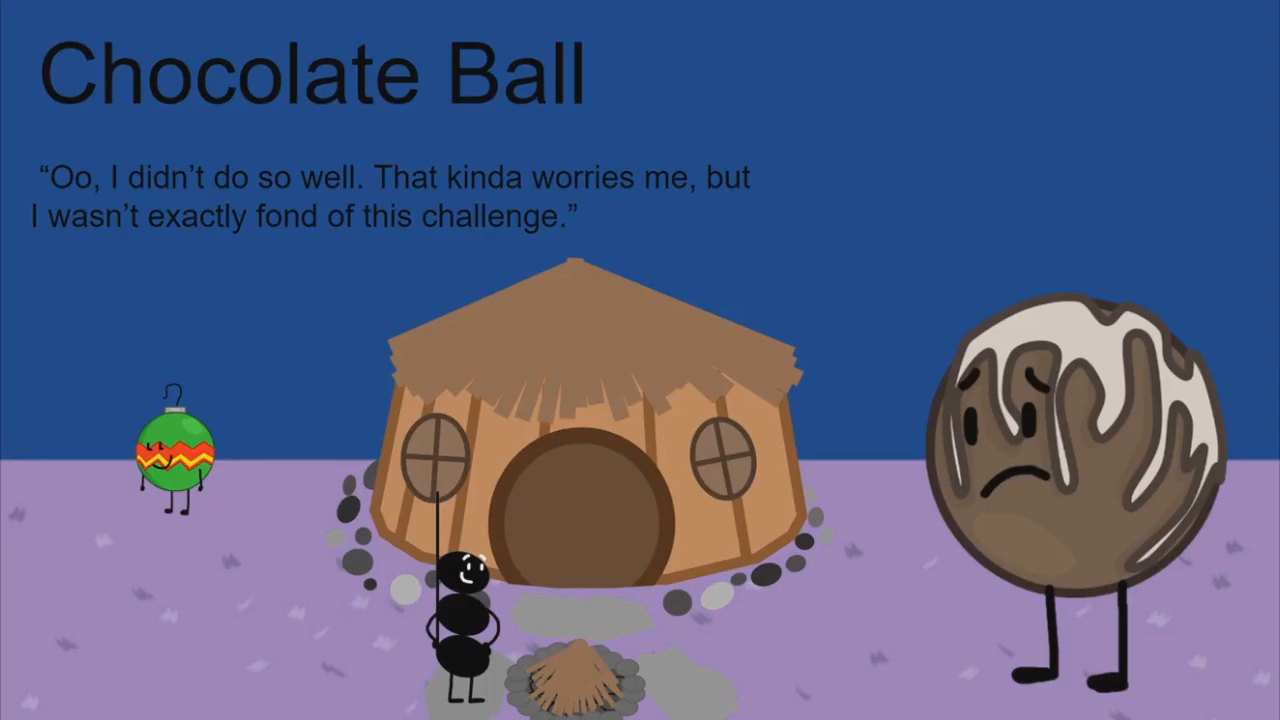 Chocolate Ball
“Oo, I didn’t do so well. That kinda worries me, but
I wasn’t exactly fond of this challenge.”